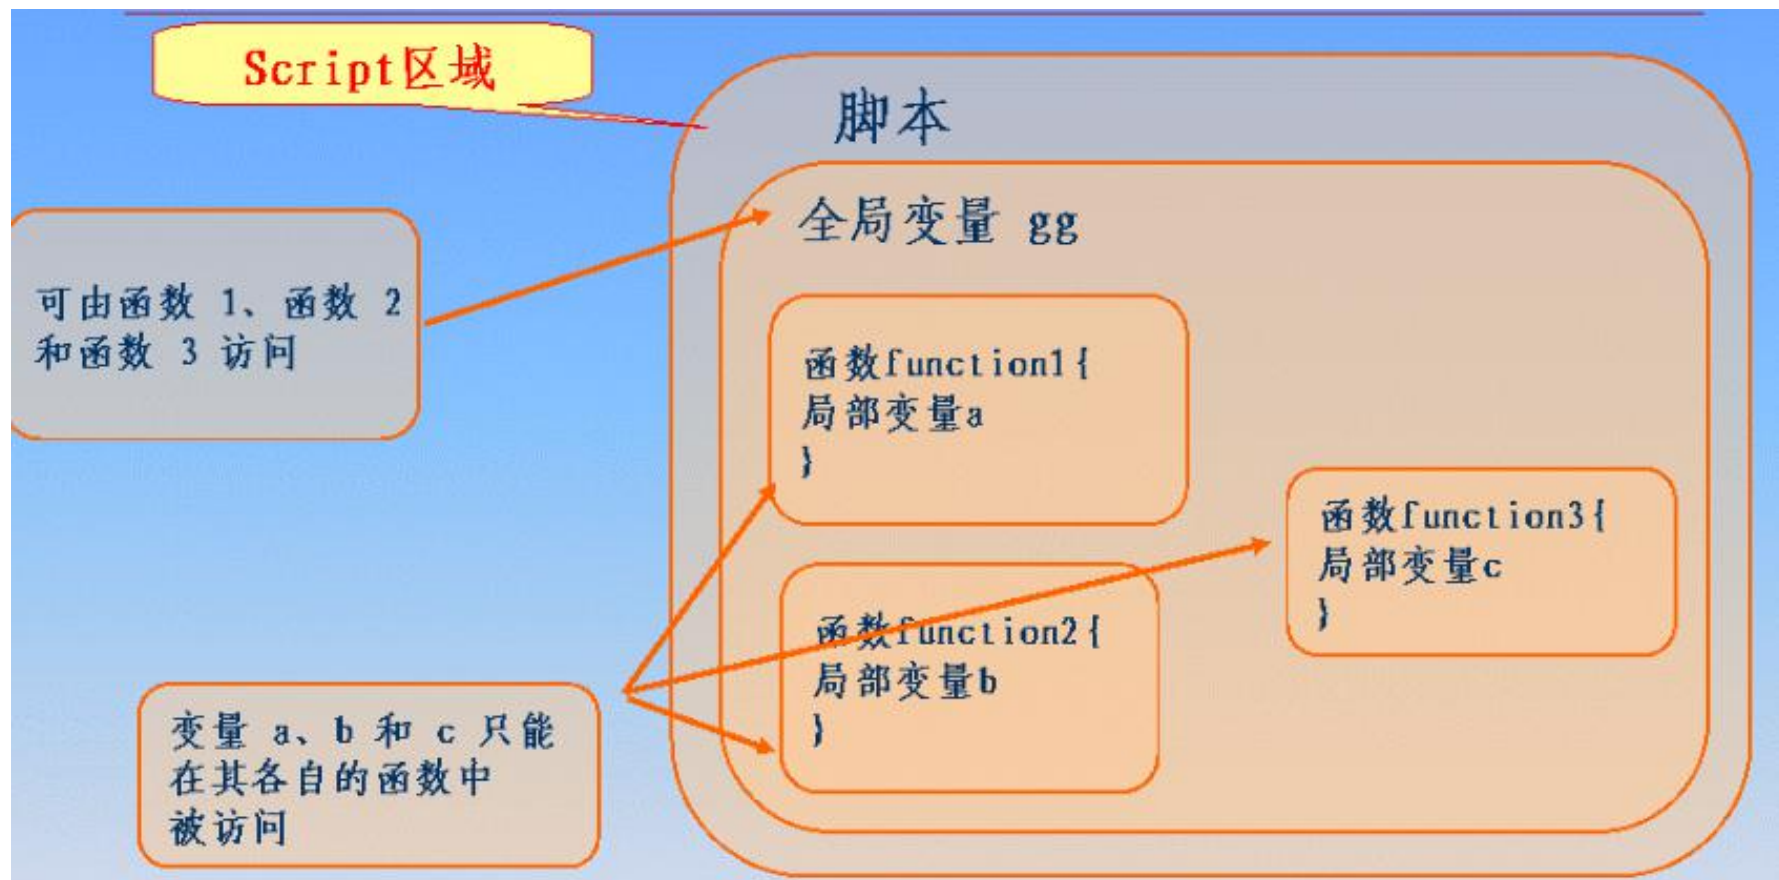 Script区域
脚本
全局变量 gg
可由函数 1、函数 2
和函数 3 访问
函数function1{
局部变量a
}
函数function3{
局部变量c
}
函数function2{
局部变量b
}
变量 a、b 和 c 只能
在其各自的函数中
被访问